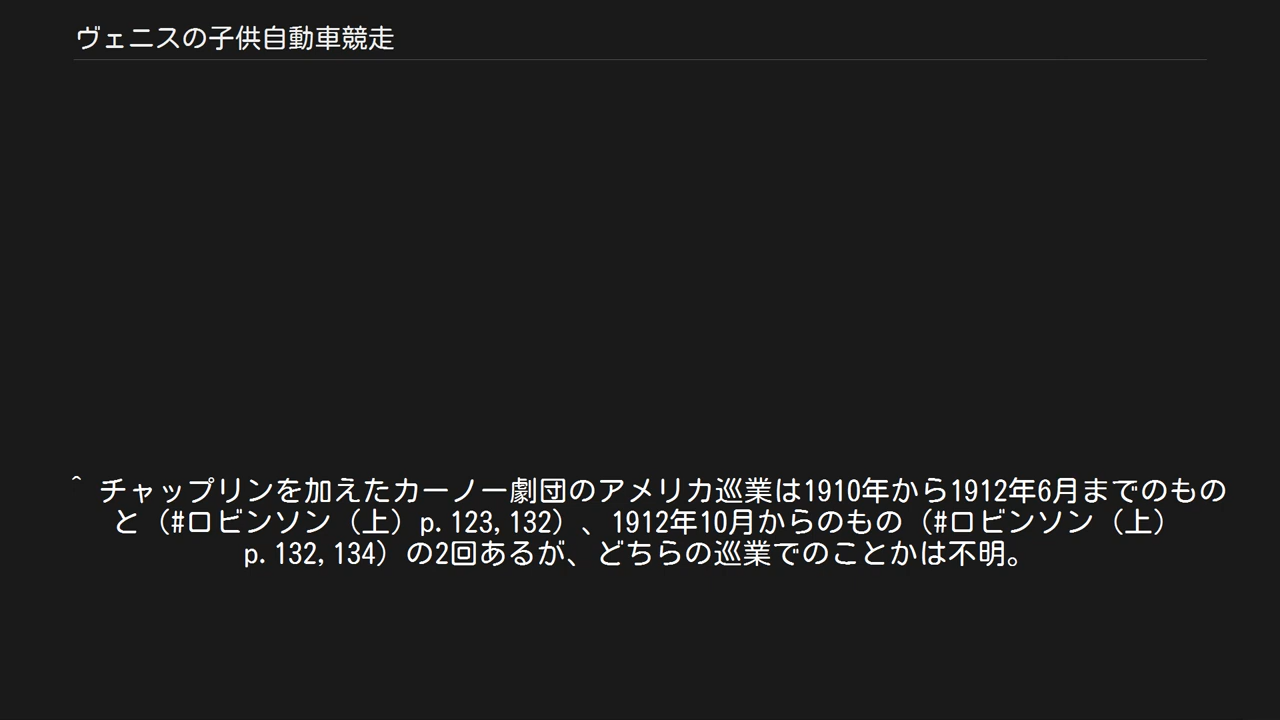 ヴェニスの子供自動車競走
^ チャップリンを加えたカーノー劇団のアメリカ巡業は1910年から1912年6月までのもの
と（#ロビンソン（上）p.123,132）、1912年10月からのもの（#ロビンソン（上）
p.132,134）の2回あるが、どちらの巡業でのことかは不明。